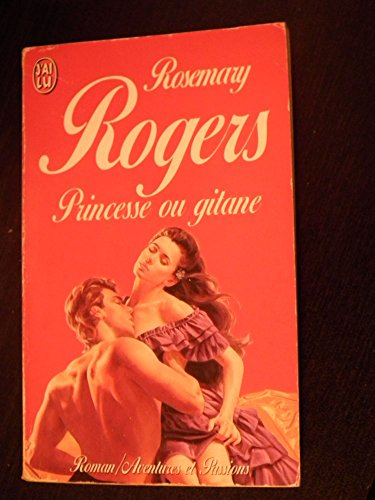 J'AI
LU
Rosemary
Rogers
Princesse ou gitane
Roman/Aventures et Passions